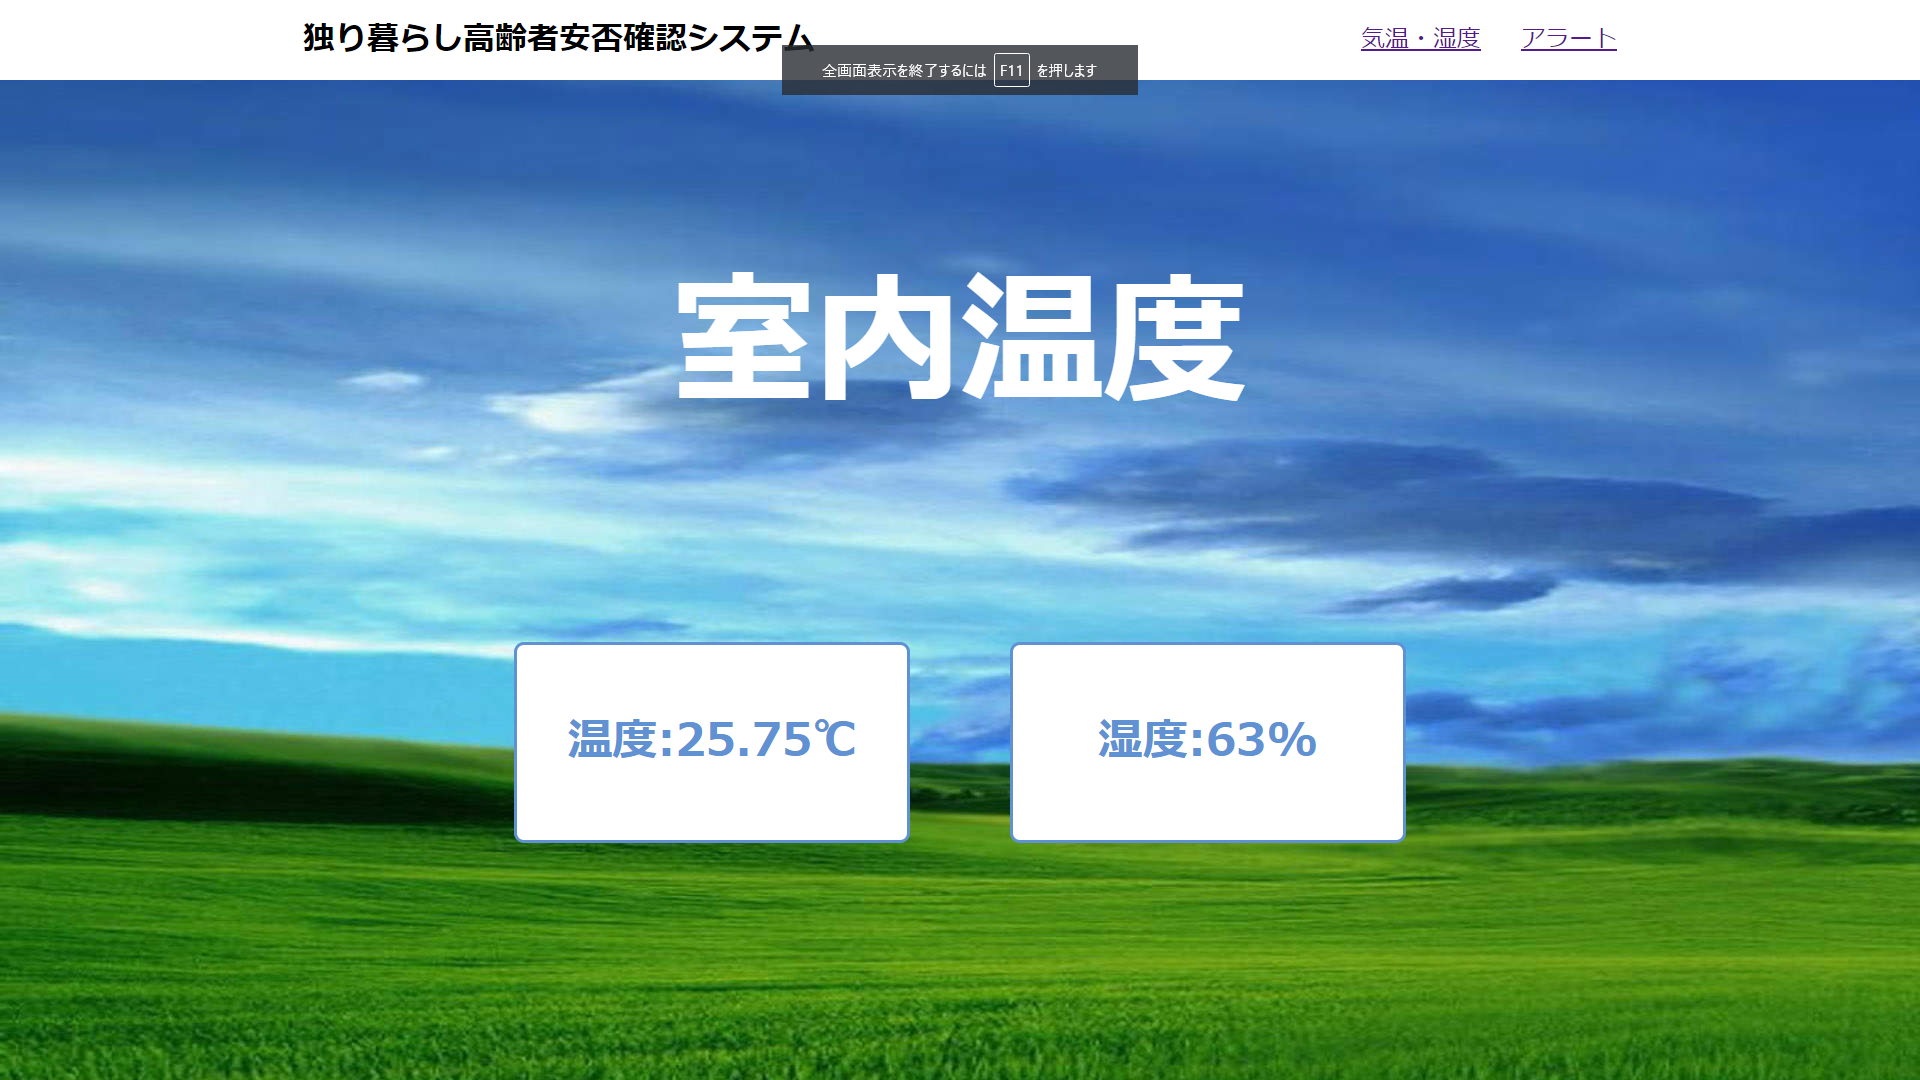 独り暮らし高齢者安否確認システム
気温・湿度 アラート
全画面表示を終了するには F11 を押します
室内温度
温度:25.75℃
湿度:63%